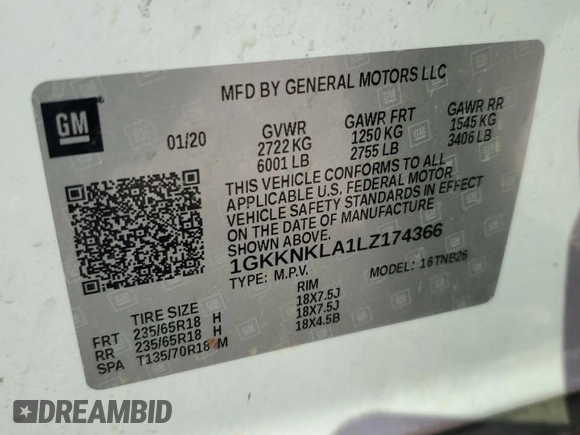 MFD BY GENERAL MOTORS LLC
GM
01/20
GVWR
2722 KG
6001 LB
GAWR FRT
1250 KG
2755 LB
GAWR RR
1545 KG
3406 LB
THIS VEHICLE CONFORMS TO ALL
APPLICABLE U.S. FEDERAL MOTOR
VEHICLE SAFETY STANDARDS IN EFFECT
ON THE DATE OF MANUFACTURE
SHOWN ABOVE.
1GKKNKLA1LZ174366
TYPE: M.P.V.
MODEL: 16TNB26
TIRE SIZE
RIM
FRT 235/65R18 H 18X7.5J
RR 235/65R18 H 18X7.5J
SPA T135/70R18 M 18X4.5B
DREAMBID